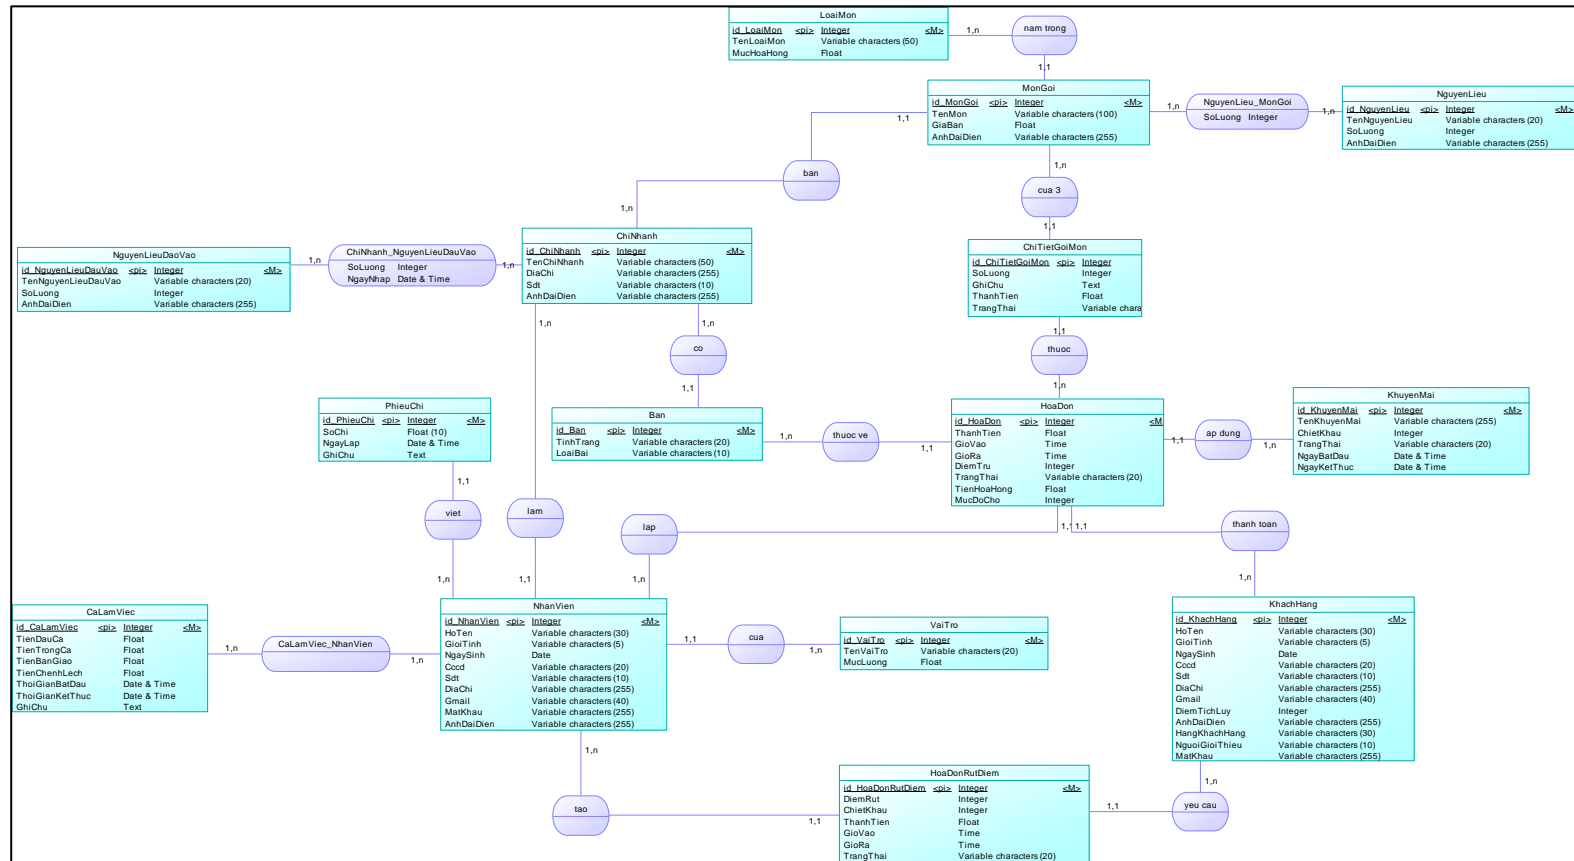 LoaiMon
id_LoaiMon <pi> Integer <M>
TenLoaiMon Variable characters (50)
MucHoaHong Float
1,n
nam trong
1,1
MonGoi
id_MonGoi <pi> Integer <M>
TenMon Variable characters (100)
GiaBan Float
AnhDaiDien Variable characters (255)
1,n
NguyenLieu_MonGoi
SoLuong Integer
1,n
NguyenLieu
id_NguyenLieu <pi> Integer <M>
TenNguyenLieu Variable characters (20)
SoLuong Integer
AnhDaiDien Variable characters (255)
1,1
ban
1,n
1,n
cua 3
1,1
NguyenLieuDaoVao
id_NguyenLieuDauVao <pi> Integer <M>
TenNguyenLieuDauVao Variable characters (20)
SoLuong Integer
AnhDaiDien Variable characters (255)
1,n
ChiNhanh_NguyenLieuDauVao
SoLuong Integer
NgayNhap Date & Time
1,n
ChiNhanh
id_ChiNhanh <pi> Integer <M>
TenChiNhanh Variable characters (50)
DiaChi Variable characters (255)
Sdt Variable characters (10)
AnhDaiDien Variable characters (255)
ChiTietGoiMon
id_ChiTietGoiMon <pi> Integer
SoLuong Integer
GhiChu Text
ThanhTien Float
TrangThai Variable chara
1,n
1,n
co
1,1
1,1
thuoc
1,n
PhieuChi
id_PhieuChi <pi> Integer <M>
SoChi Float (10)
NgayLap Date & Time
GhiChu Text
Ban
id_Ban <pi> Integer <M>
TinhTrang Variable characters (20)
LoaiBai Variable characters (10)
1,n
thuoc ve
1,1
HoaDon
id_HoaDon <pi> Integer <M
ThanhTien Float
GioVao Time
GioRa Time
DiemTru Integer
TrangThai Variable characters (20)
TienHoaHong Float
MucDoCho Integer
1,1
ap dung
1,n
KhuyenMai
id_KhuyenMai <pi> Integer <M>
TenKhuyenMai Variable characters (255)
ChietKhau Integer
TrangThai Variable characters (20)
NgayBatDau Date & Time
NgayKetThuc Date & Time
1,1
viet
1,n
lam
1,1
lap
1,n
1,1
1,1
thanh toan
1,n
CaLamViec
id_CaLamViec <pi> Integer <M>
TienDauCa Float
TienTrongCa Float
TienBanGiao Float
TienChenhLech Float
ThoiGianBatDau Date & Time
ThoiGianKetThuc Date & Time
GhiChu Text
1,n
CaLamViec_NhanVien
1,n
NhanVien
id_NhanVien <pi> Integer <M>
HoTen Variable characters (30)
GioiTinh Variable characters (5)
NgaySinh Date
Cccd Variable characters (20)
Sdt Variable characters (10)
DiaChi Variable characters (255)
Gmail Variable characters (40)
MatKhau Variable characters (255)
AnhDaiDien Variable characters (255)
1,1
cua
1,n
VaiTro
id_VaiTro <pi> Integer <M>
TenVaiTro Variable characters (20)
MucLuong Float
KhachHang
id_KhachHang <pi> Integer <M>
HoTen Variable characters (30)
GioiTinh Variable characters (5)
NgaySinh Date
Cccd Variable characters (20)
Sdt Variable characters (10)
DiaChi Variable characters (255)
Gmail Variable characters (40)
DiemTichLuy Integer
AnhDaiDien Variable characters (255)
HangKhachHang Variable characters (30)
NguoiGioiThieu Variable characters (10)
MatKhau Variable characters (255)
1,n
tao
1,1
HoaDonRutDiem
id_HoaDonRutDiem <pi> Integer <M>
DiemRut Integer
ChietKhau Integer
ThanhTien Float
GioVao Time
GioRa Time
TrangThai Variable characters (20)
1,1
yeu cau
1,n